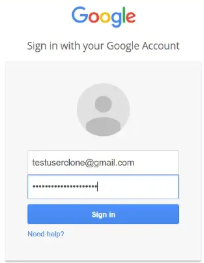 Google
Sign in with your Google Account
testuserclone@gmail.com
•••••••••••••••••••••
Sign in
Need help?